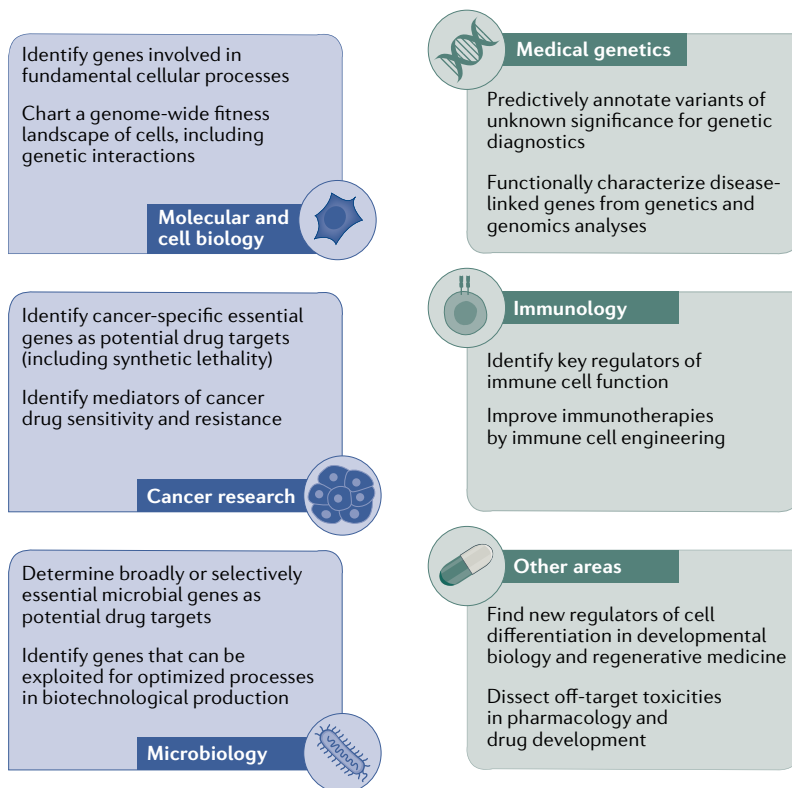 Identify genes involved in
fundamental cellular processes
Chart a genome-wide fitness
landscape of cells, including
genetic interactions
Molecular and
cell biology
Identify cancer-specific essential
genes as potential drug targets
(including synthetic lethality)
Identify mediators of cancer
drug sensitivity and resistance
Cancer research
Determine broadly or selectively
essential microbial genes as
potential drug targets
Identify genes that can be
exploited for optimized processes
in biotechnological production
Microbiology
Medical genetics
Predictively annotate variants of
unknown significance for genetic
diagnostics
Functionally characterize disease-
linked genes from genetics and
genomics analyses
Immunology
Identify key regulators of
immune cell function
Improve immunotherapies
by immune cell engineering
Other areas
Find new regulators of cell
differentiation in developmental
biology and regenerative medicine
Dissect off-target toxicities
in pharmacology and
drug development